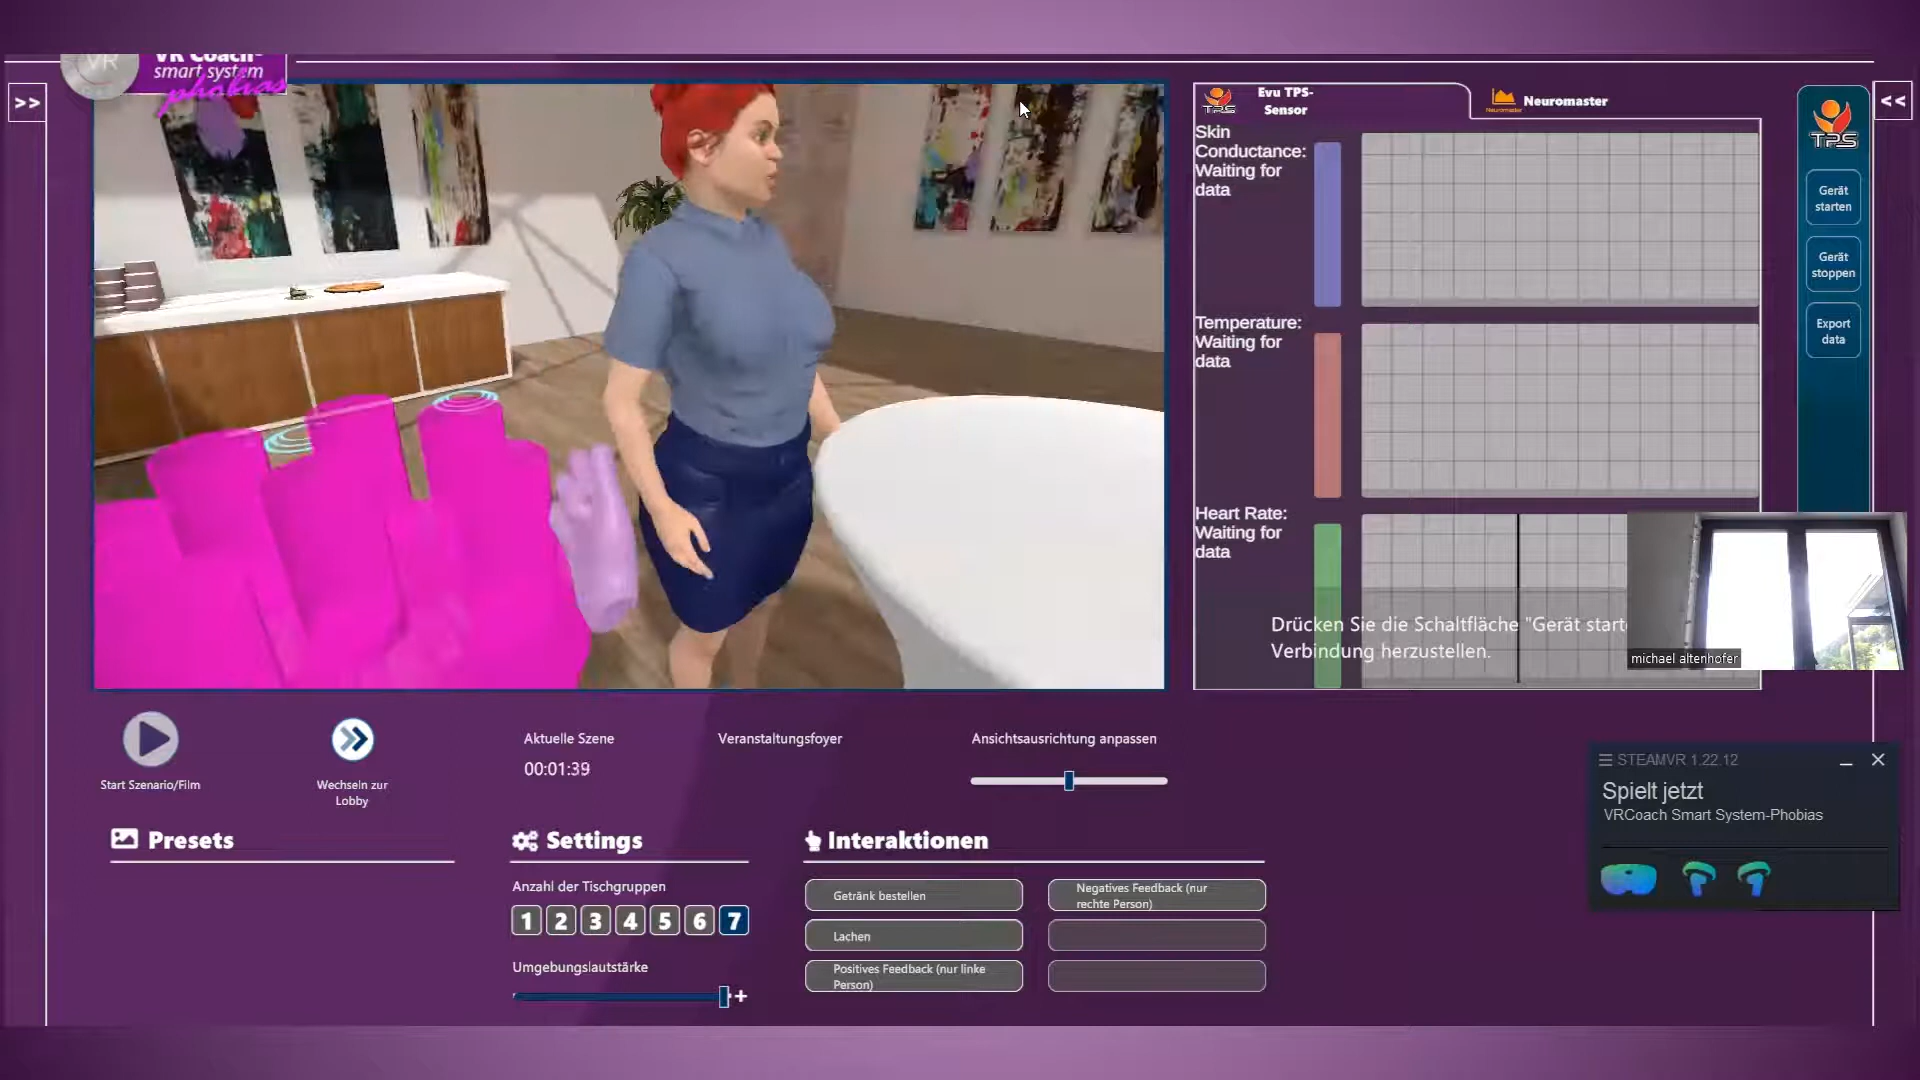 VR Coach-
smart system
phobias
>>
<<
Evu TPS-
Sensor
Neuromaster
TPS
Skin
Conductance:
Waiting for
data
Gerät
starten
Gerät
stoppen
Export
data
Temperature:
Waiting for
data
Heart Rate:
Waiting for
data
Drücken Sie die Schaltfläche "Gerät start
Verbindung herzustellen.
michael altenhofer
Start Szenario/Film
Wechseln zur
Lobby
Aktuelle Szene
00:01:39
Veranstaltungsfoyer
Ansichtsausrichtung anpassen
STEAMVR 1.22.12
Spielt jetzt
VRCoach Smart System-Phobias
Presets
Settings
Anzahl der Tischgruppen
1 2 3 4 5 6 7
Umgebungslautstärke
+
Interaktionen
Getränk bestellen
Negatives Feedback (nur
rechte Person)
Lachen
Positives Feedback (nur linke
Person)